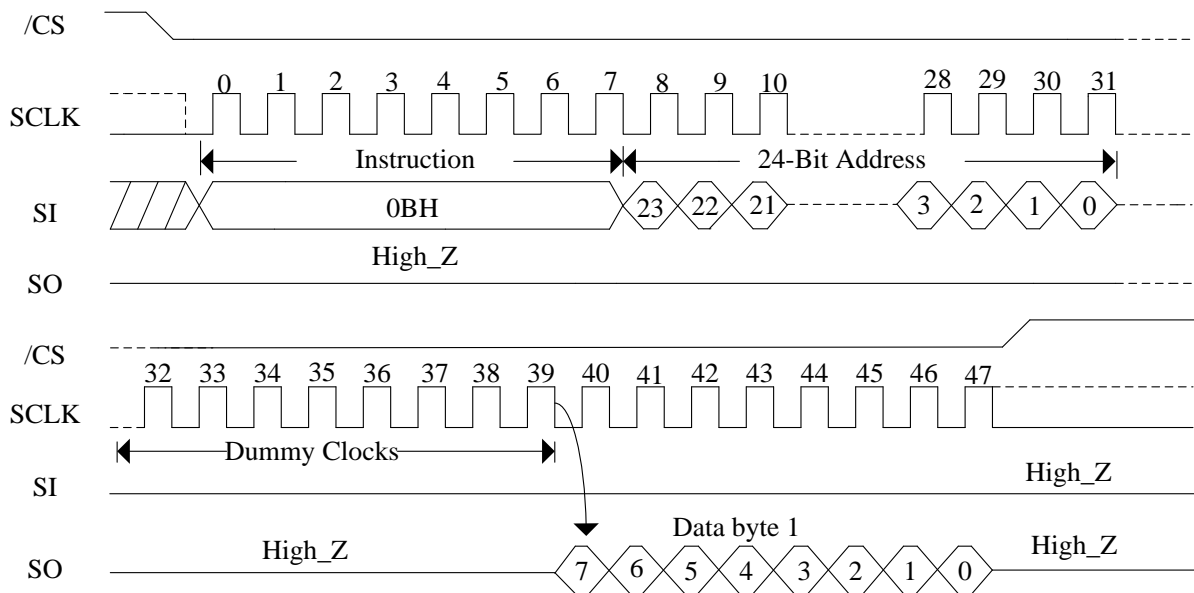 /CS
0 1 2 3 4 5 6 7 8 9 10 28 29 30 31
SCLK
Instruction 24-Bit Address
SI 0BH 23 22 21 3 2 1 0
High_Z
SO
/CS
32 33 34 35 36 37 38 39 40 41 42 43 44 45 46 47
SCLK
Dummy Clocks
SI High_Z
High_Z Data byte 1 High_Z
SO 7 6 5 4 3 2 1 0